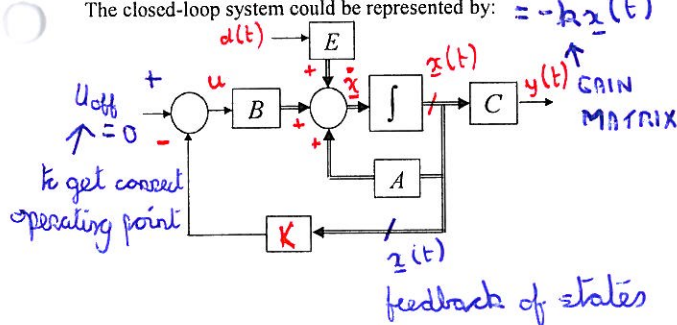 The closed-loop system could be represented by: = -kx(t)
d(t)
E
x(t)
+
ẋ
y(t)
GAIN
MATRIX
+
u
Uoff
B
∫
C
= 0
-
+
+
to get correct
operating point
A
K
x(t)
feedback of states